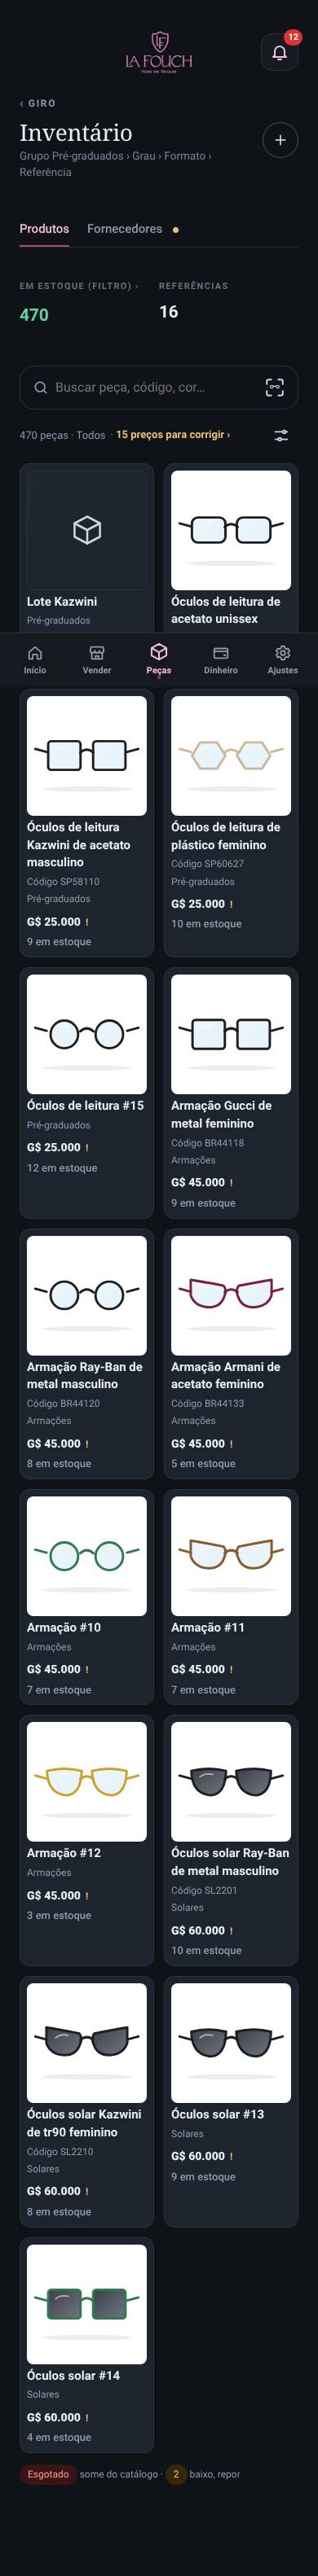 LA FOUCH
TODO EM ÓCULOS
12
‹ GIRO
Inventário
Grupo Pré-graduados › Grau › Formato ›
Referência
+
Produtos
Fornecedores
EM ESTOQUE (FILTRO) ›
REFERÊNCIAS
470
16
Buscar peça, código, cor...
470 peças · Todos · 15 preços para corrigir ›
Lote Kazwini
Pré-graduados
Óculos de leitura de
acetato unissex
Início
Vender
Peças
Dinheiro
Ajustes
Óculos de leitura
Kazwini de acetato
masculino
Código SP58110
Pré-graduados
G$ 25.000 !
9 em estoque
Óculos de leitura de
plástico feminino
Código SP60627
Pré-graduados
G$ 25.000 !
10 em estoque
Óculos de leitura #15
Pré-graduados
G$ 25.000 !
12 em estoque
Armação Gucci de
metal feminino
Código BR44118
Armações
G$ 45.000 !
9 em estoque
Armação Ray-Ban de
metal masculino
Código BR44120
Armações
G$ 45.000 !
8 em estoque
Armação Armani de
acetato feminino
Código BR44133
Armações
G$ 45.000 !
5 em estoque
Armação #10
Armações
G$ 45.000 !
7 em estoque
Armação #11
Armações
G$ 45.000 !
7 em estoque
Armação #12
Armações
G$ 45.000 !
3 em estoque
Óculos solar Ray-Ban
de metal masculino
Código SL2201
Solares
G$ 60.000 !
10 em estoque
Óculos solar Kazwini
de tr90 feminino
Código SL2210
Solares
G$ 60.000 !
8 em estoque
Óculos solar #13
Solares
G$ 60.000 !
9 em estoque
Óculos solar #14
Solares
G$ 60.000 !
4 em estoque
Esgotado some do catálogo · 2 baixo, repor